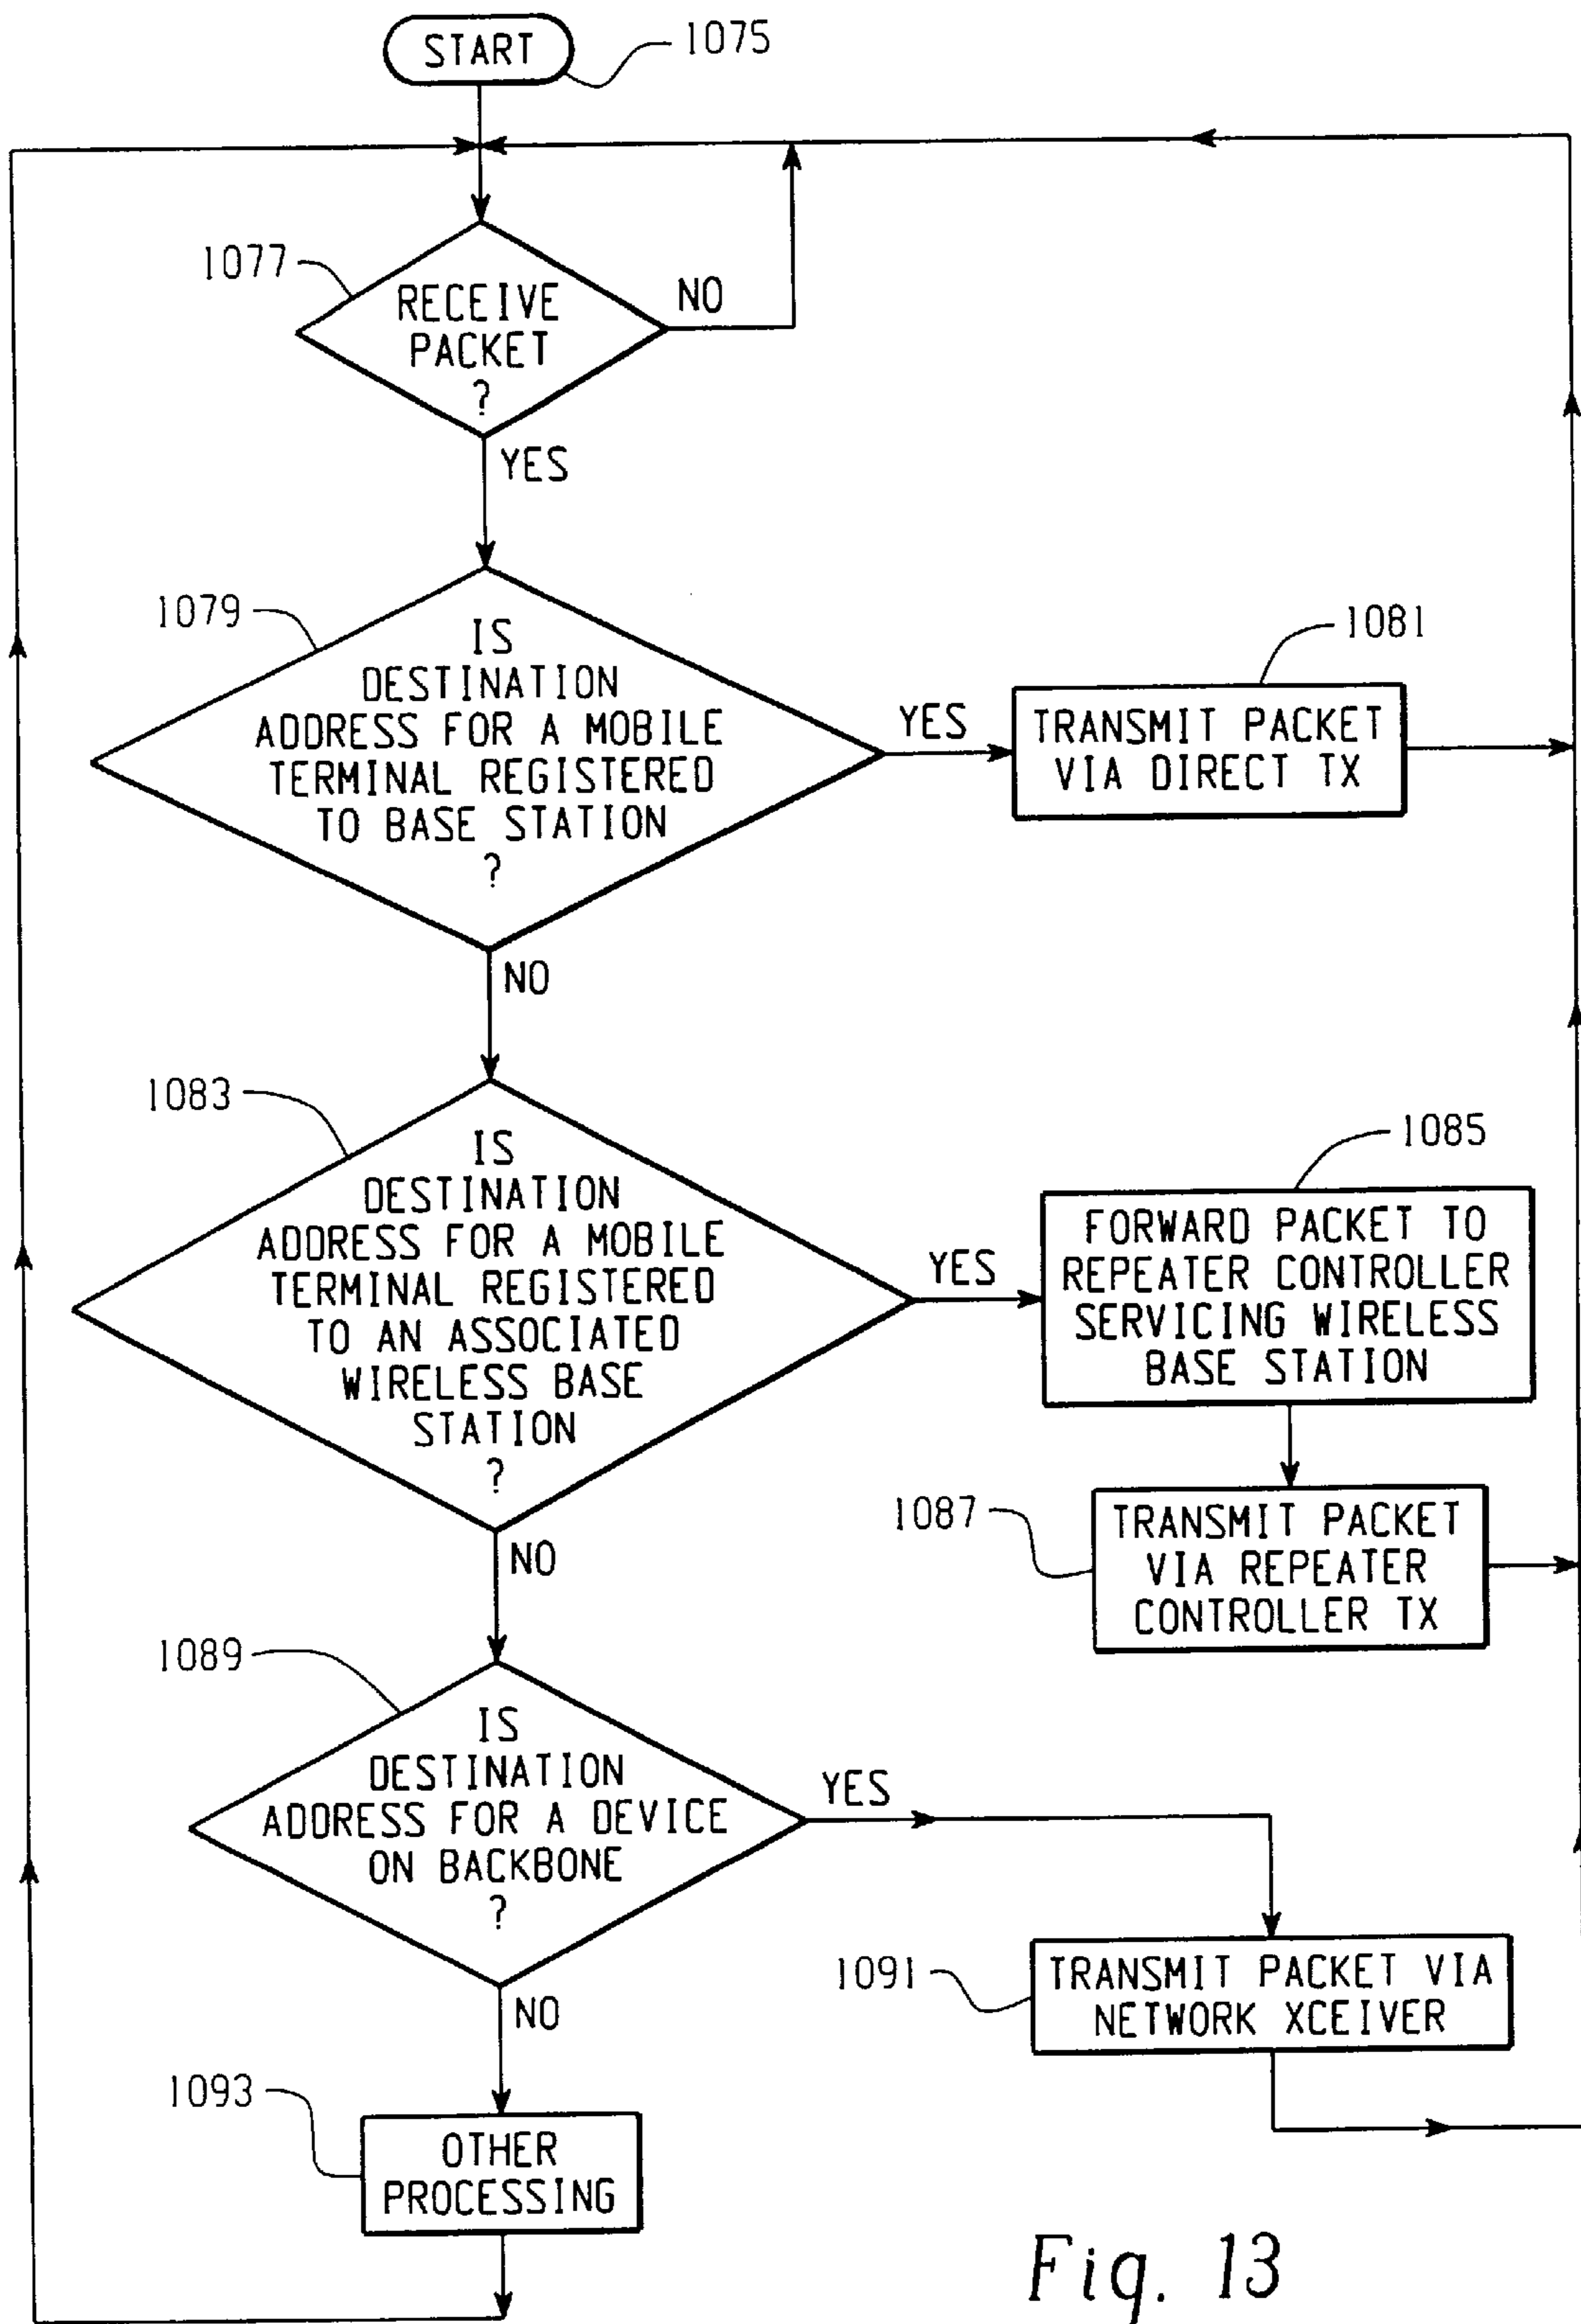 START
1075
1077
RECEIVE
PACKET
?
NO
YES
1079
IS
DESTINATION
ADDRESS FOR A MOBILE
TERMINAL REGISTERED
TO BASE STATION
?
YES
1081
TRANSMIT PACKET
VIA DIRECT TX
NO
1083
IS
DESTINATION
ADDRESS FOR A MOBILE
TERMINAL REGISTERED
TO AN ASSOCIATED
WIRELESS BASE
STATION
?
YES
1085
FORWARD PACKET TO
REPEATER CONTROLLER
SERVICING WIRELESS
BASE STATION
1087
TRANSMIT PACKET
VIA REPEATER
CONTROLLER TX
NO
1089
IS
DESTINATION
ADDRESS FOR A DEVICE
ON BACKBONE
?
YES
1091
TRANSMIT PACKET VIA
NETWORK XCEIVER
NO
1093
OTHER
PROCESSING
Fig. 13